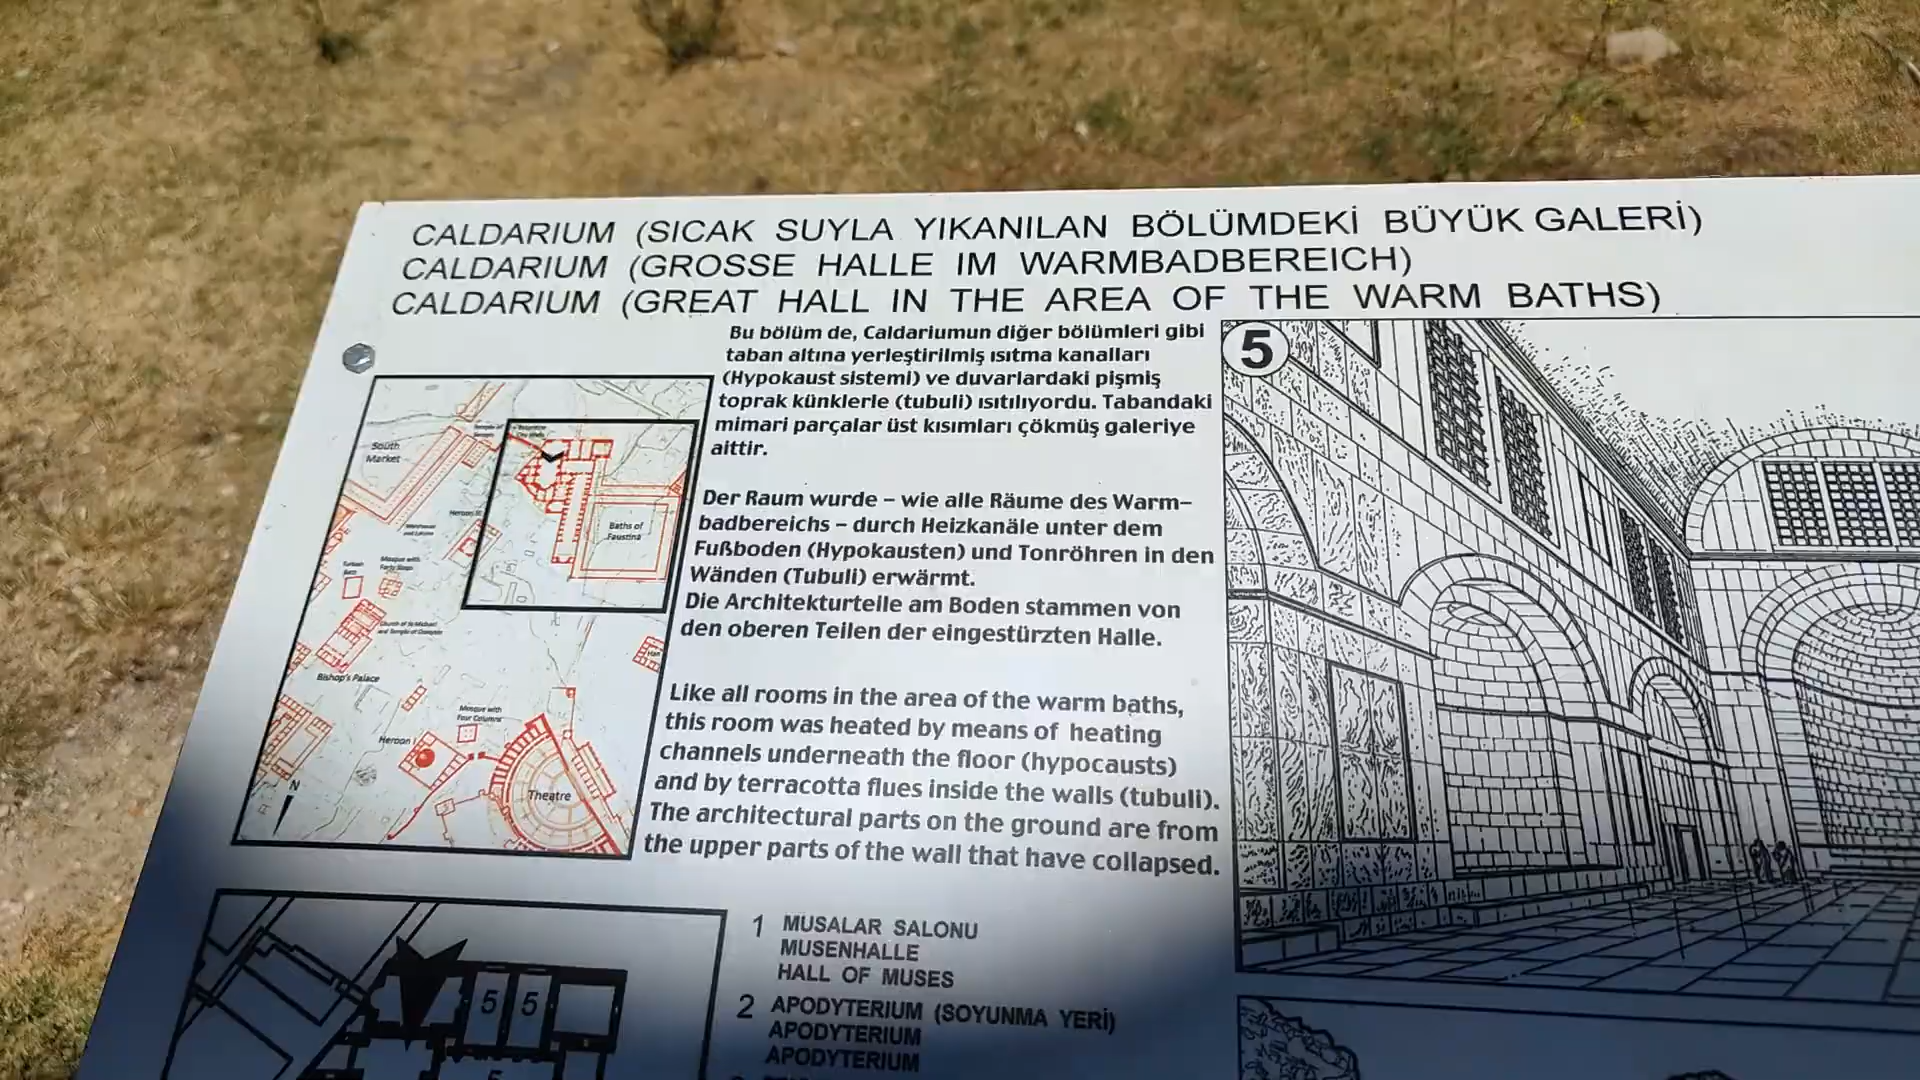 CALDARIUM (SICAK SUYLA YIKANILAN BÖLÜMDEKİ BÜYÜK GALERİ)
CALDARIUM (GROSSE HALLE IM WARMBADBEREICH)
CALDARIUM (GREAT HALL IN THE AREA OF THE WARM BATHS)
Bu bölüm de, Caldariumun diğer bölümleri gibi
taban altına yerleştirilmiş ısıtma kanalları
(Hypokaust sistemi) ve duvarlardaki pişmiş
toprak künklerle (tubuli) ısıtılıyordu. Tabandaki
mimari parçalar üst kısımları çökmüş galeriye
aittir.
Der Raum wurde – wie alle Räume des Warm–
badbereichs – durch Heizkanäle unter dem
Fußboden (Hypokausten) und Tonröhren in den
Wänden (Tubuli) erwärmt.
Die Architekturteile am Boden stammen von
den oberen Teilen der eingestürzten Halle.
Like all rooms in the area of the warm baths,
this room was heated by means of heating
channels underneath the floor (hypocausts)
and by terracotta flues inside the walls (tubuli).
The architectural parts on the ground are from
the upper parts of the wall that have collapsed.
5
South
Market
Baths of
Faustina
Mosque with
Bishop's Palace
Mosque with
Four Columns
Heroon I
Theatre
N
5 5
5
1 MUSALAR SALONU
MUSENHALLE
HALL OF MUSES
2 APODYTERIUM (SOYUNMA YERİ)
APODYTERIUM
APODYTERIUM